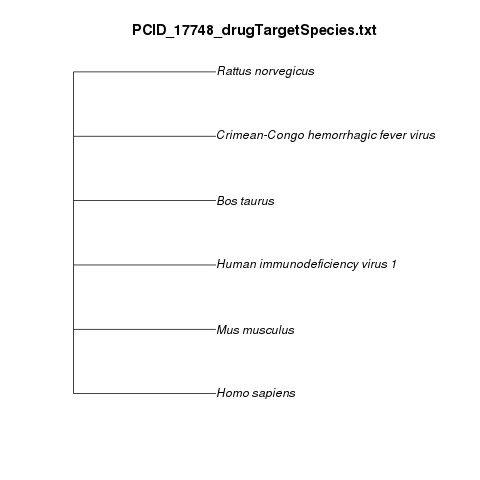 PCID_17748_drugTargetSpecies.txt
Rattus norvegicus
Crimean-Congo hemorrhagic fever virus
Bos taurus
Human immunodeficiency virus 1
Mus musculus
Homo sapiens